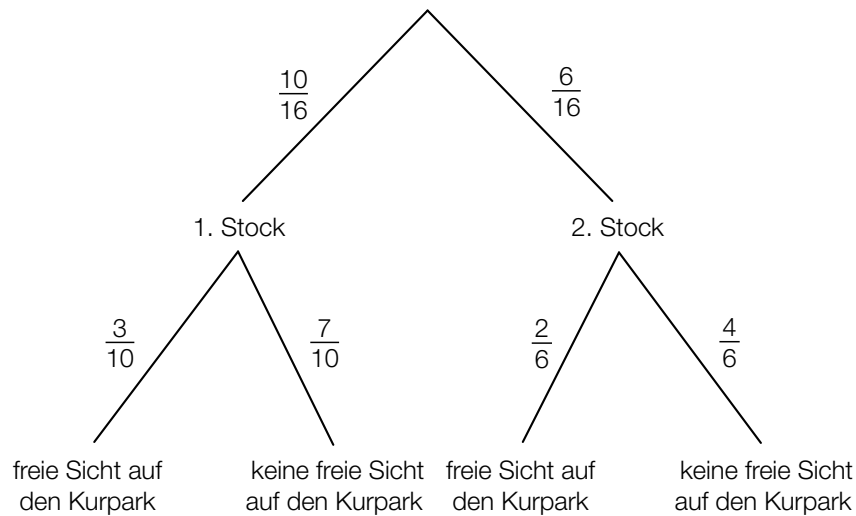 10/16
6/16
1. Stock
2. Stock
3/10
7/10
2/6
4/6
freie Sicht auf
den Kurpark
keine freie Sicht
auf den Kurpark
freie Sicht auf
den Kurpark
keine freie Sicht
auf den Kurpark